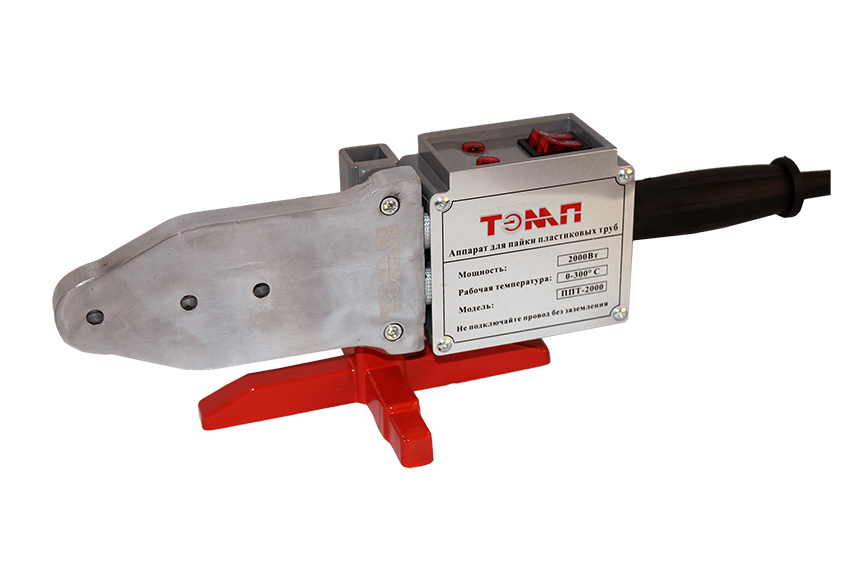 ТЭМП
Аппарат для пайки пластиковых труб
Мощность: 2000Вт
Рабочая температура: 0-300° С
Модель: ППТ-2000
Не подключайте провод без заземления